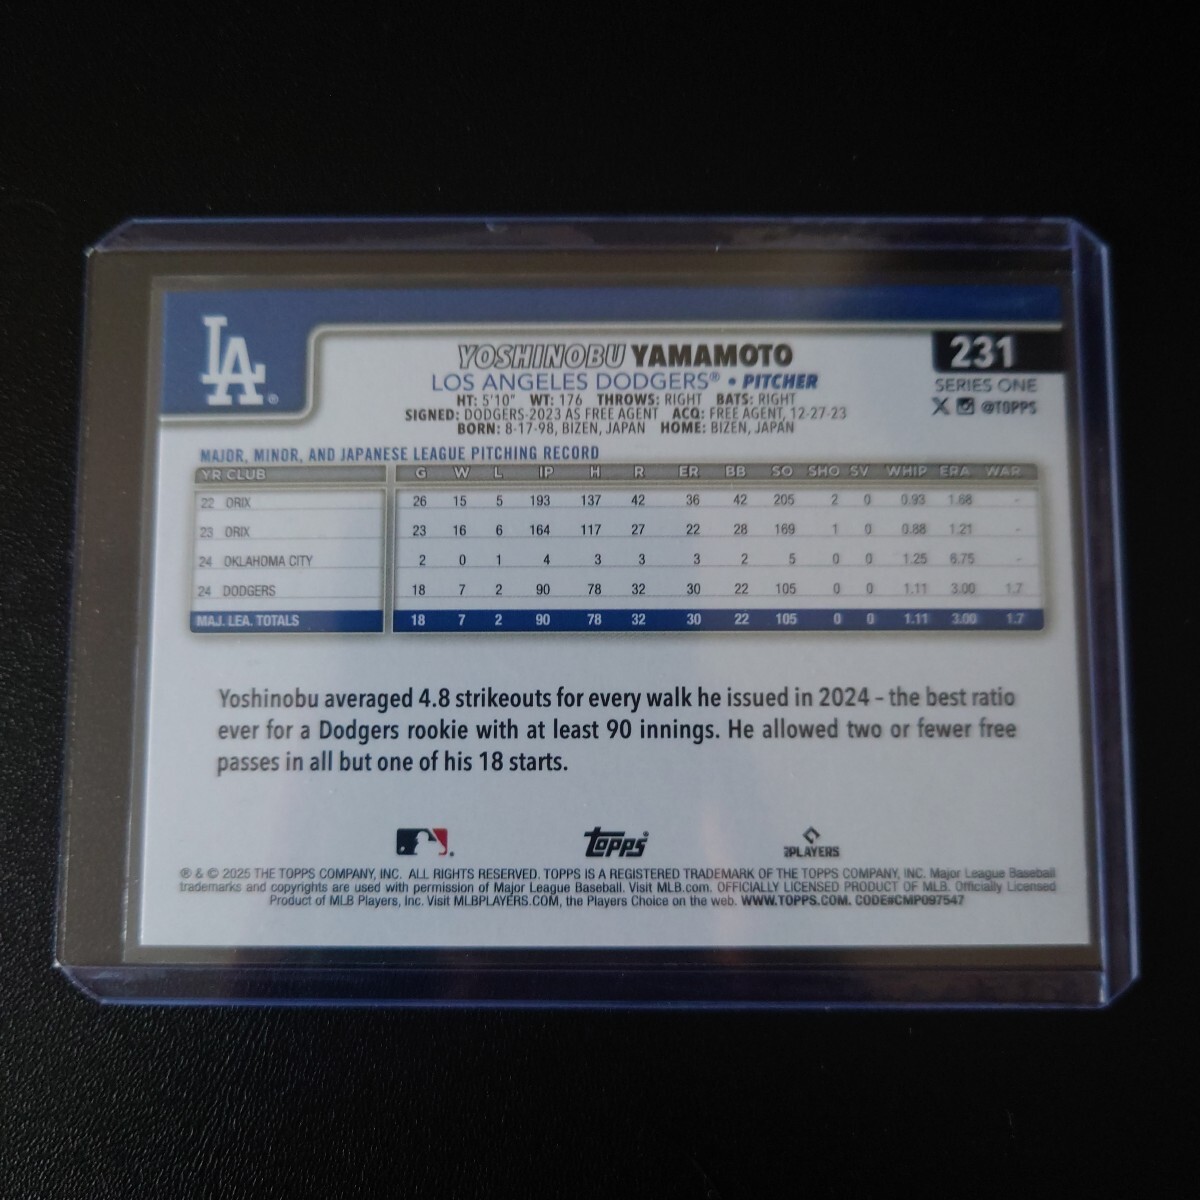 LA®
YOSHINOBU YAMAMOTO
231
LOS ANGELES DODGERS® • PITCHER
SERIES ONE
HT: 5'10" WT: 176 THROWS: RIGHT BATS: RIGHT
@TOPPS
SIGNED: DODGERS-2023 AS FREE AGENT ACQ: FREE AGENT, 12-27-23
BORN: 8-17-98, BIZEN, JAPAN HOME: BIZEN, JAPAN
MAJOR, MINOR, AND JAPANESE LEAGUE PITCHING RECORD
YR CLUB G W L IP H R ER BB SO SHO SV WHIP ERA WAR
22 ORIX 26 15 5 193 137 42 36 42 205 2 0 0.93 1.68 -
23 ORIX 23 16 6 164 117 27 22 28 169 1 0 0.88 1.21 -
24 OKLAHOMA CITY 2 0 1 4 3 3 3 2 5 0 0 1.25 6.75 -
24 DODGERS 18 7 2 90 78 32 30 22 105 0 0 1.11 3.00 1.7
MAJ. LEA. TOTALS 18 7 2 90 78 32 30 22 105 0 0 1.11 3.00 1.7
Yoshinobu averaged 4.8 strikeouts for every walk he issued in 2024 – the best ratio
ever for a Dodgers rookie with at least 90 innings. He allowed two or fewer free
passes in all but one of his 18 starts.
Topps
PLAYERS
® & © 2025 THE TOPPS COMPANY, INC. ALL RIGHTS RESERVED. TOPPS IS A REGISTERED TRADEMARK OF THE TOPPS COMPANY, INC. Major League Baseball
trademarks and copyrights are used with permission of Major League Baseball. Visit MLB.com. OFFICIALLY LICENSED PRODUCT OF MLB. Officially Licensed
Product of MLB Players, Inc. Visit MLBPLAYERS.COM, the Players Choice on the web. WWW.TOPPS.COM. CODE#CMP097547